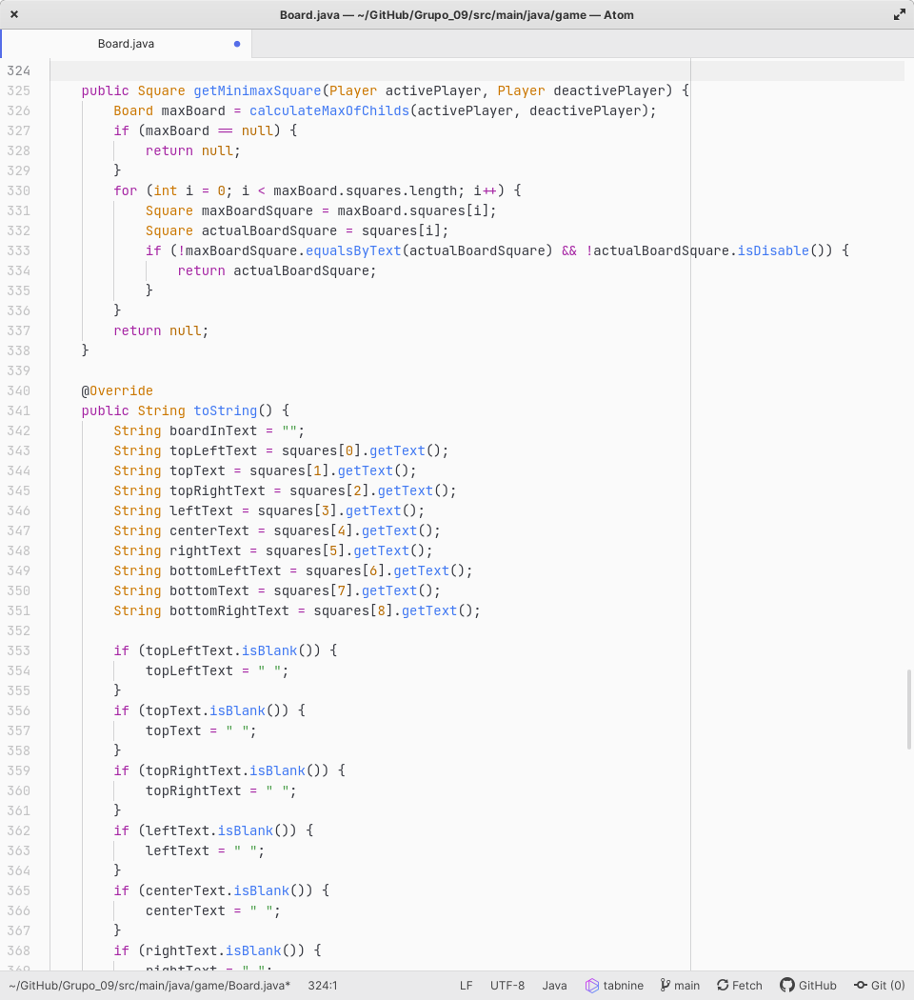 Board.java — ~/GitHub/Grupo_09/src/main/java/game — Atom
Board.java
324
325 public Square getMinimaxSquare(Player activePlayer, Player deactivePlayer) {
326 Board maxBoard = calculateMaxOfChilds(activePlayer, deactivePlayer);
327 if (maxBoard == null) {
328 return null;
329 }
330 for (int i = 0; i < maxBoard.squares.length; i++) {
331 Square maxBoardSquare = maxBoard.squares[i];
332 Square actualBoardSquare = squares[i];
333 if (!maxBoardSquare.equalsByText(actualBoardSquare) && !actualBoardSquare.isDisable()) {
334 return actualBoardSquare;
335 }
336 }
337 return null;
338 }
339
340 @Override
341 public String toString() {
342 String boardInText = "";
343 String topLeftText = squares[0].getText();
344 String topText = squares[1].getText();
345 String topRightText = squares[2].getText();
346 String leftText = squares[3].getText();
347 String centerText = squares[4].getText();
348 String rightText = squares[5].getText();
349 String bottomLeftText = squares[6].getText();
350 String bottomText = squares[7].getText();
351 String bottomRightText = squares[8].getText();
352
353 if (topLeftText.isBlank()) {
354 topLeftText = " ";
355 }
356 if (topText.isBlank()) {
357 topText = " ";
358 }
359 if (topRightText.isBlank()) {
360 topRightText = " ";
361 }
362 if (leftText.isBlank()) {
363 leftText = " ";
364 }
365 if (centerText.isBlank()) {
366 centerText = " ";
367 }
368 if (rightText.isBlank()) {
369 rightText = " ";
~/GitHub/Grupo_09/src/main/java/game/Board.java* 324:1 LF UTF-8 Java tabnine main Fetch GitHub Git (0)